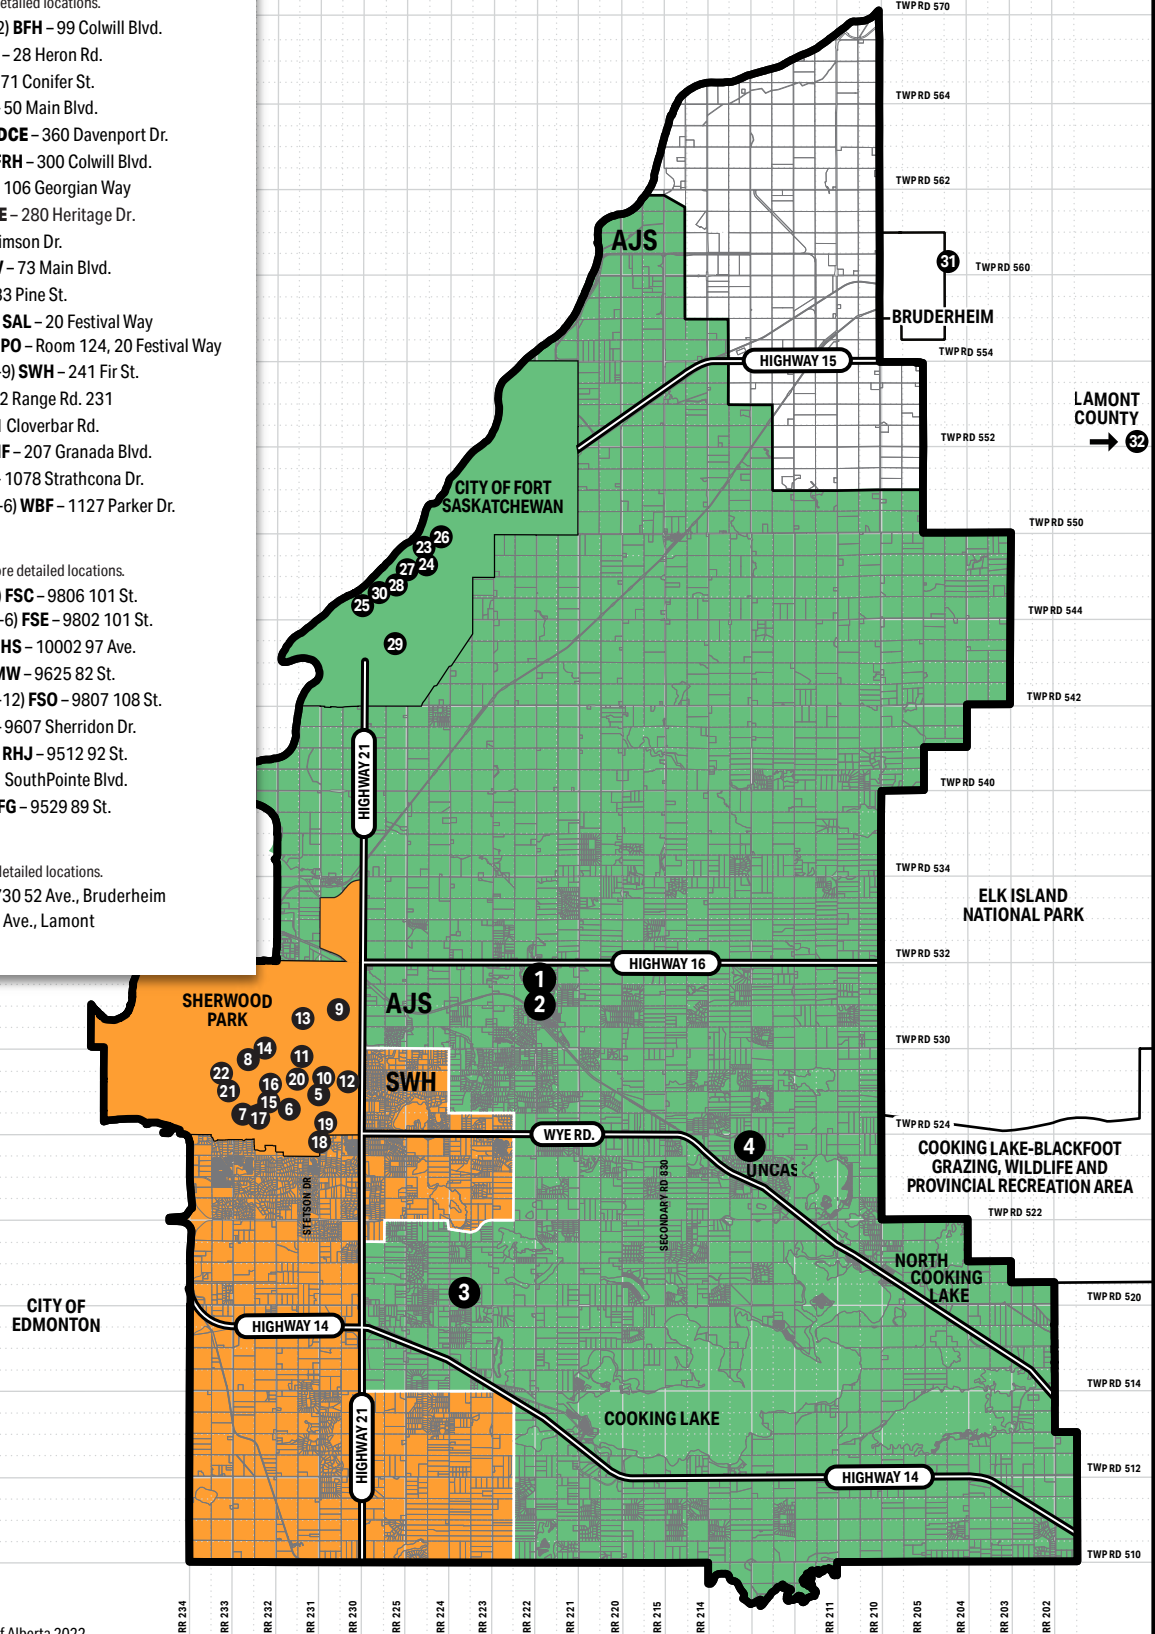 etailed locations.
2) BFH – 99 Colwill Blvd.
– 28 Heron Rd.
71 Conifer St.
50 Main Blvd.
DCE – 360 Davenport Dr.
FRH – 300 Colwill Blvd.
106 Georgian Way
E – 280 Heritage Dr.
imson Dr.
V – 73 Main Blvd.
33 Pine St.
SAL – 20 Festival Way
PO – Room 124, 20 Festival Way
-9) SWH – 241 Fir St.
2 Range Rd. 231
Cloverbar Rd.
IF – 207 Granada Blvd.
1078 Strathcona Dr.
-6) WBF – 1127 Parker Dr.
ore detailed locations.
) FSC – 9806 101 St.
-6) FSE – 9802 101 St.
HS – 10002 97 Ave.
MW – 9625 82 St.
-12) FSO – 9807 108 St.
– 9607 Sherridon Dr.
RHJ – 9512 92 St.
SouthPointe Blvd.
FG – 9529 89 St.
detailed locations.
730 52 Ave., Bruderheim
Ave., Lamont
TWP RD 570
TWP RD 564
TWP RD 562
AJS
31
TWP RD 560
BRUDERHEIM
TWP RD 554
HIGHWAY 15
LAMONT
COUNTY
32
TWP RD 552
CITY OF FORT
SASKATCHEWAN
TWP RD 550
26
23
24
27
28
30
25
29
TWP RD 544
TWP RD 542
HIGHWAY 21
TWP RD 540
TWP RD 534
ELK ISLAND
NATIONAL PARK
TWP RD 532
HIGHWAY 16
1
2
AJS
SHERWOOD
PARK
9
13
14
8
11
22
21
16
20
10
12
5
15
6
7
17
19
18
SWH
TWP RD 530
TWP RD 524
WYE RD.
4
UNCAS
COOKING LAKE-BLACKFOOT
GRAZING, WILDLIFE AND
PROVINCIAL RECREATION AREA
SECONDARY RD 830
STETSON DR
TWP RD 522
NORTH
COOKING
LAKE
3
TWP RD 520
CITY OF
EDMONTON
HIGHWAY 14
TWP RD 514
HIGHWAY 21
COOKING LAKE
HIGHWAY 14
TWP RD 512
TWP RD 510
RR 234
RR 233
RR 232
RR 231
RR 230
RR 225
RR 224
RR 223
RR 222
RR 221
RR 220
RR 215
RR 214
RR 211
RR 210
RR 205
RR 204
RR 203
RR 202
of Alberta 2022